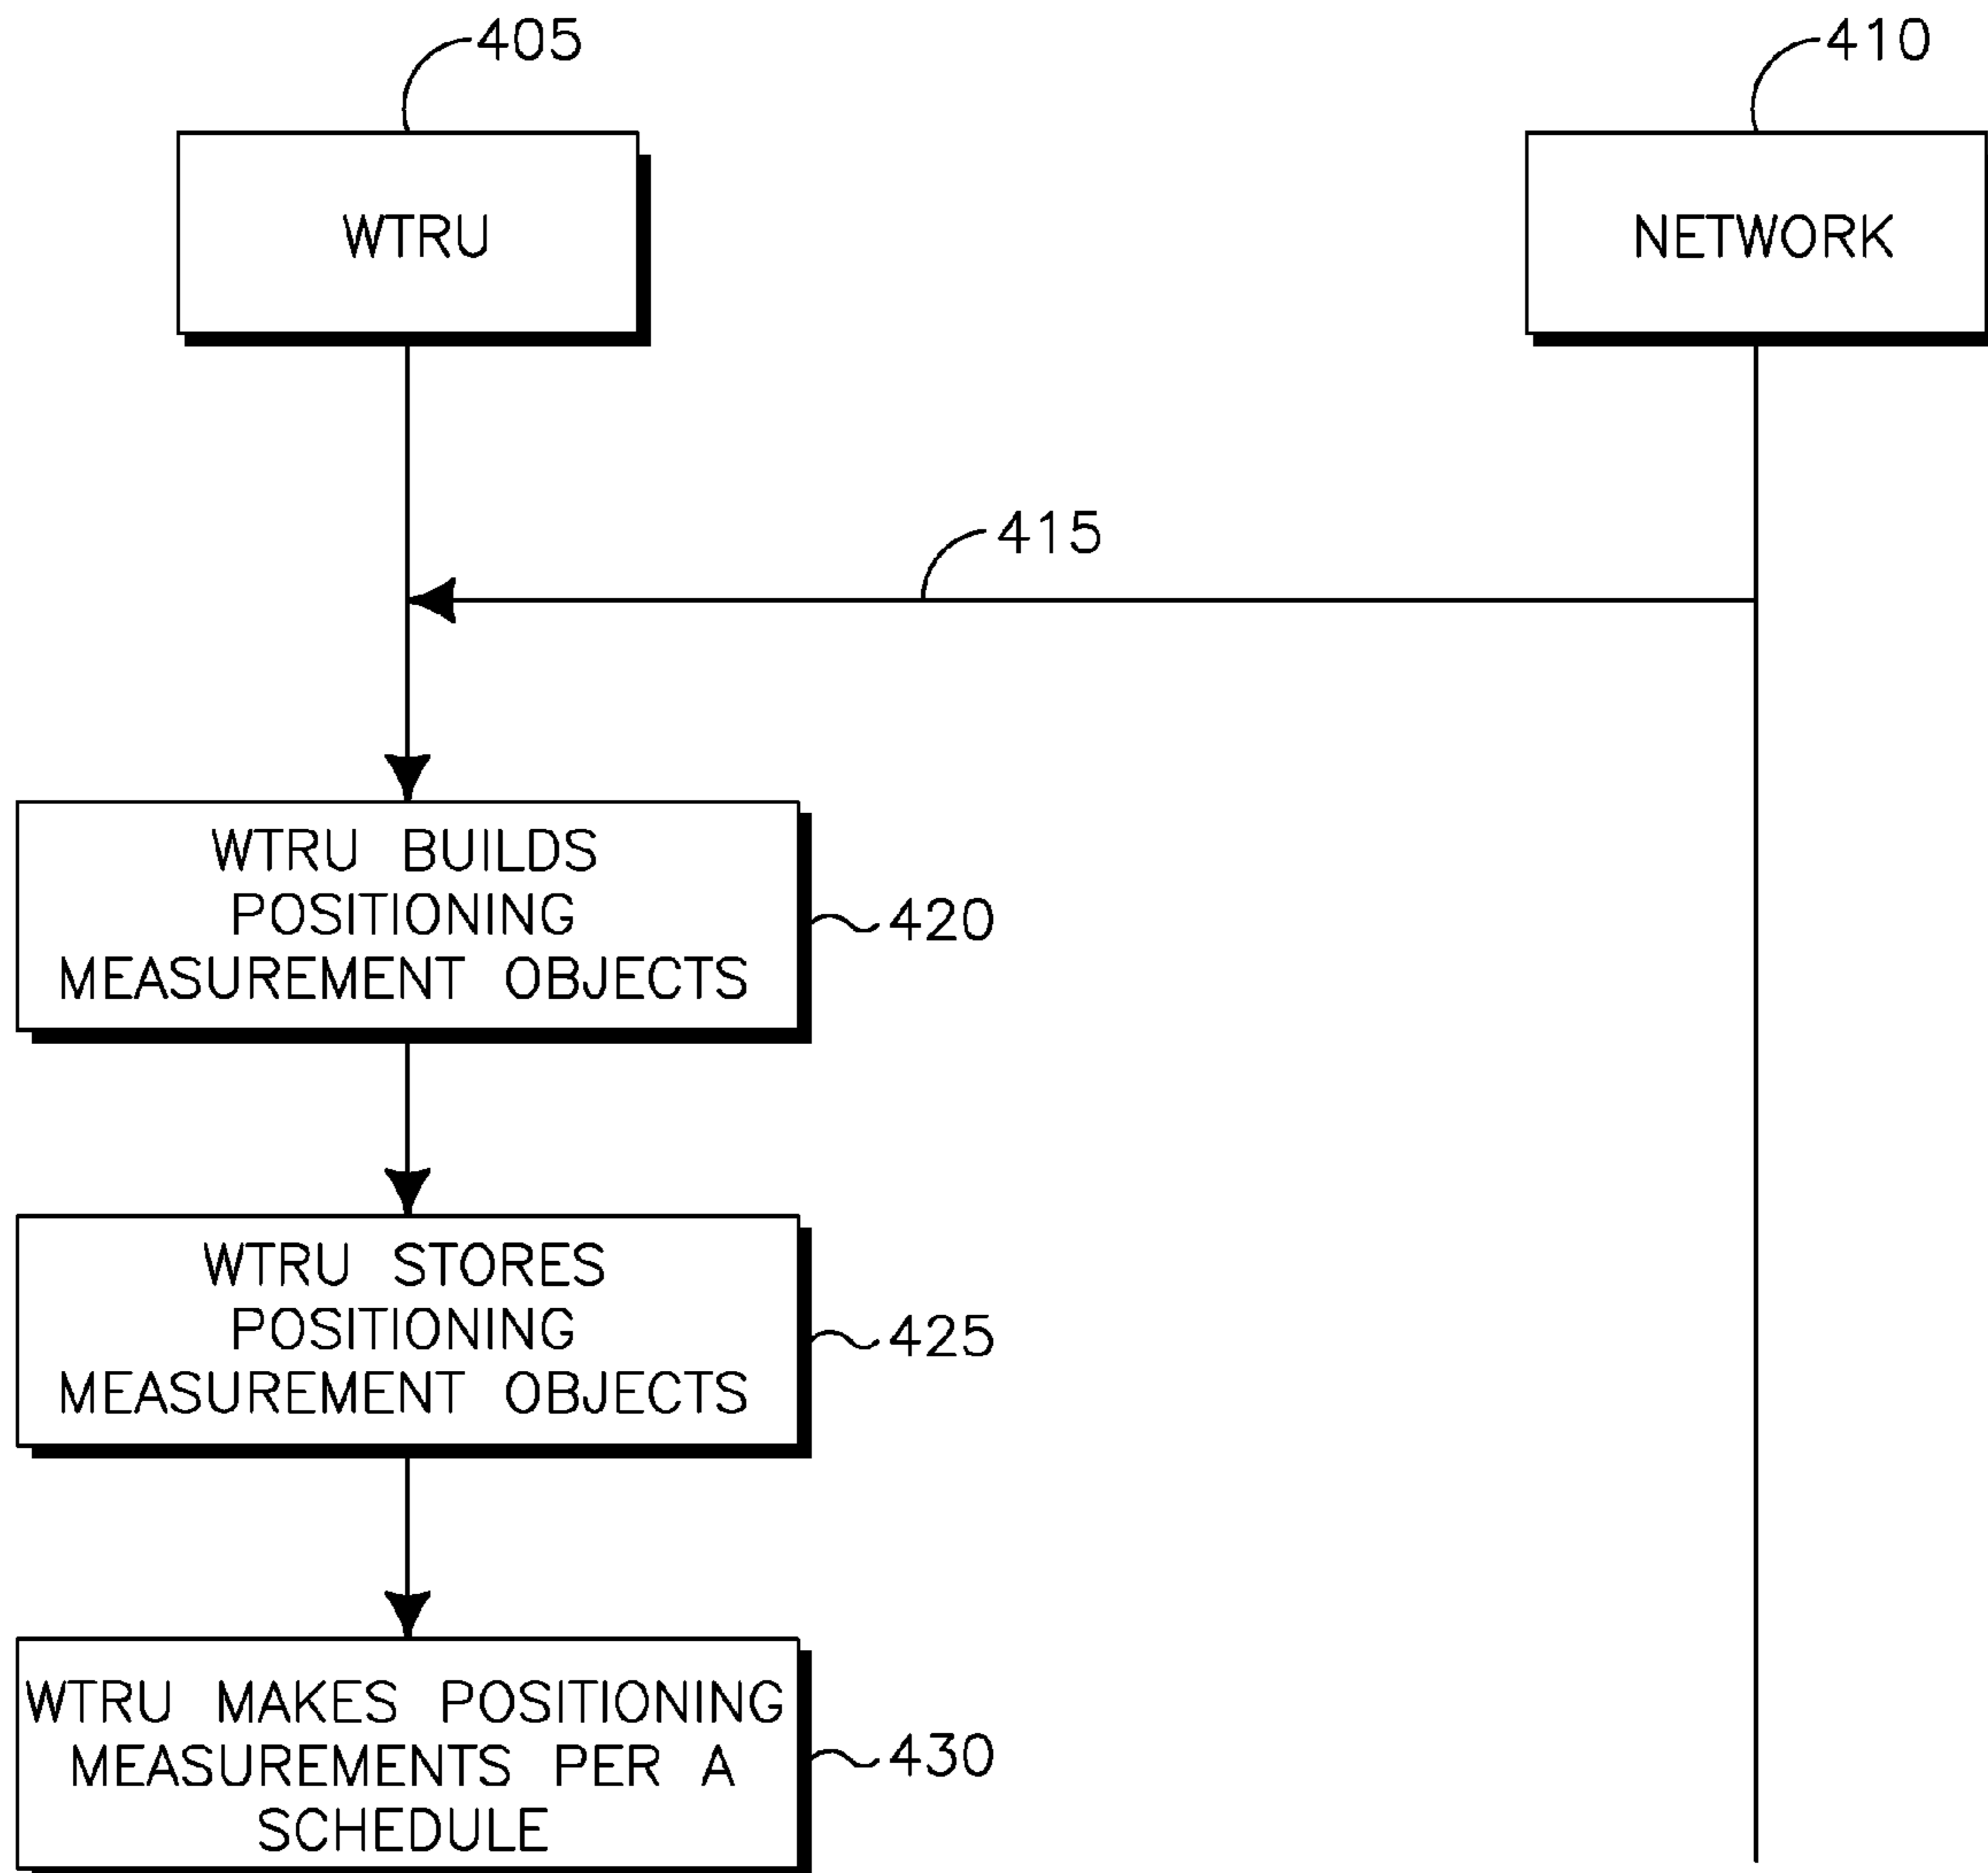 405
410
WTRU
NETWORK
415
WTRU BUILDS
POSITIONING
MEASUREMENT OBJECTS
420
WTRU STORES
POSITIONING
MEASUREMENT OBJECTS
425
WTRU MAKES POSITIONING
MEASUREMENTS PER A
SCHEDULE
430